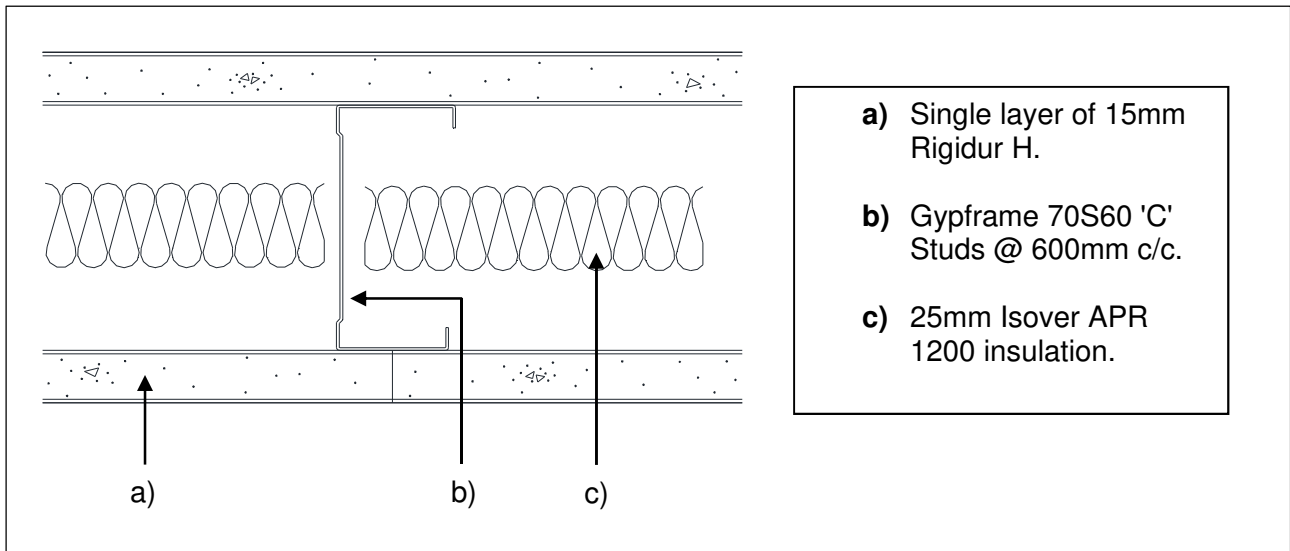 a) Single layer of 15mm
Rigidur H.
b) Gypframe 70S60 'C'
Studs @ 600mm c/c.
c) 25mm Isover APR
1200 insulation.
a) b) c)